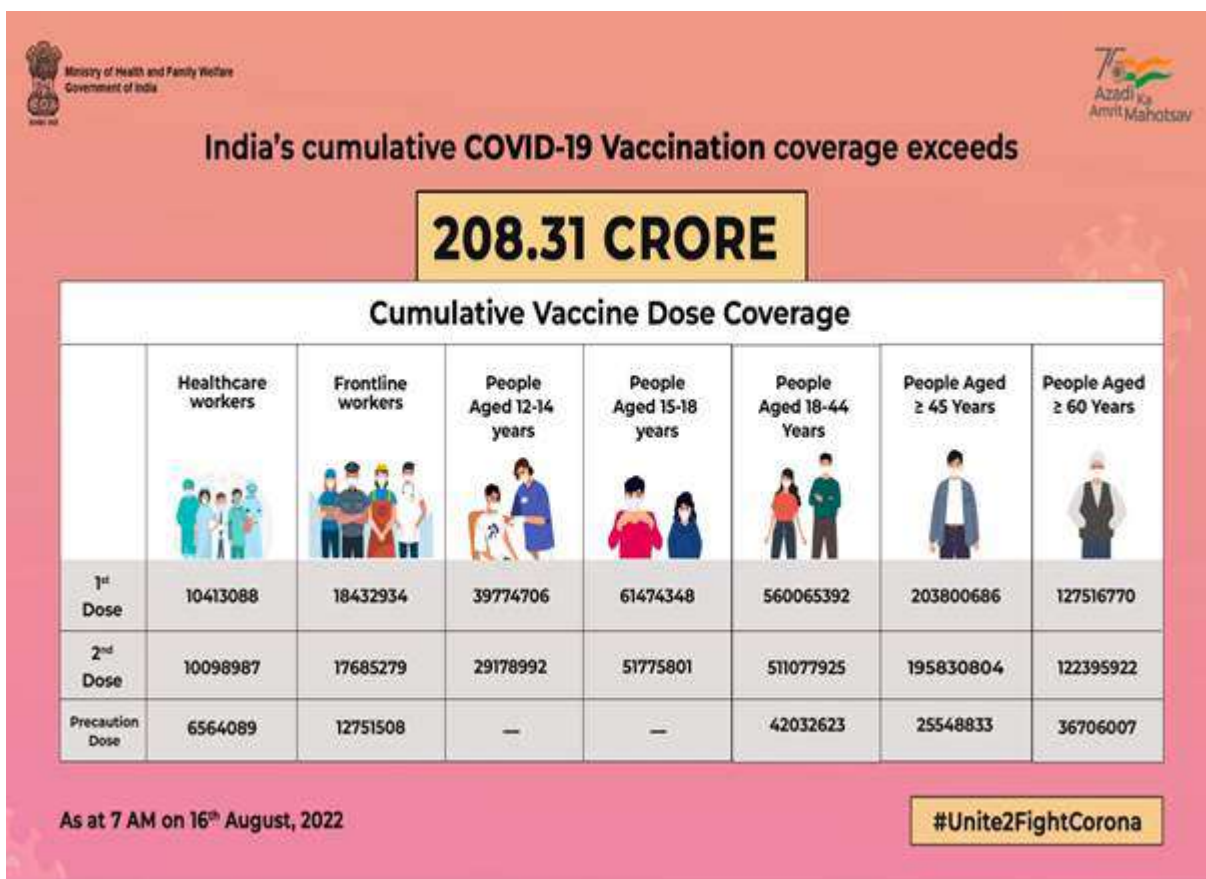 Ministry of Health and Family Welfare
Government of India
75
Azadi Ka
Amrit Mahotsav
India's cumulative COVID-19 Vaccination coverage exceeds
208.31 CRORE
Cumulative Vaccine Dose Coverage
Healthcare workers
Frontline workers
People Aged 12-14 years
People Aged 15-18 years
People Aged 18-44 Years
People Aged ≥ 45 Years
People Aged ≥ 60 Years
1st Dose 10413088 18432934 39774706 61474348 560065392 203800686 127516770
2nd Dose 10098987 17685279 29178992 51775801 511077925 195830804 122395922
Precaution Dose 6564089 12751508 — — 42032623 25548833 36706007
As at 7 AM on 16th August, 2022
#Unite2FightCorona